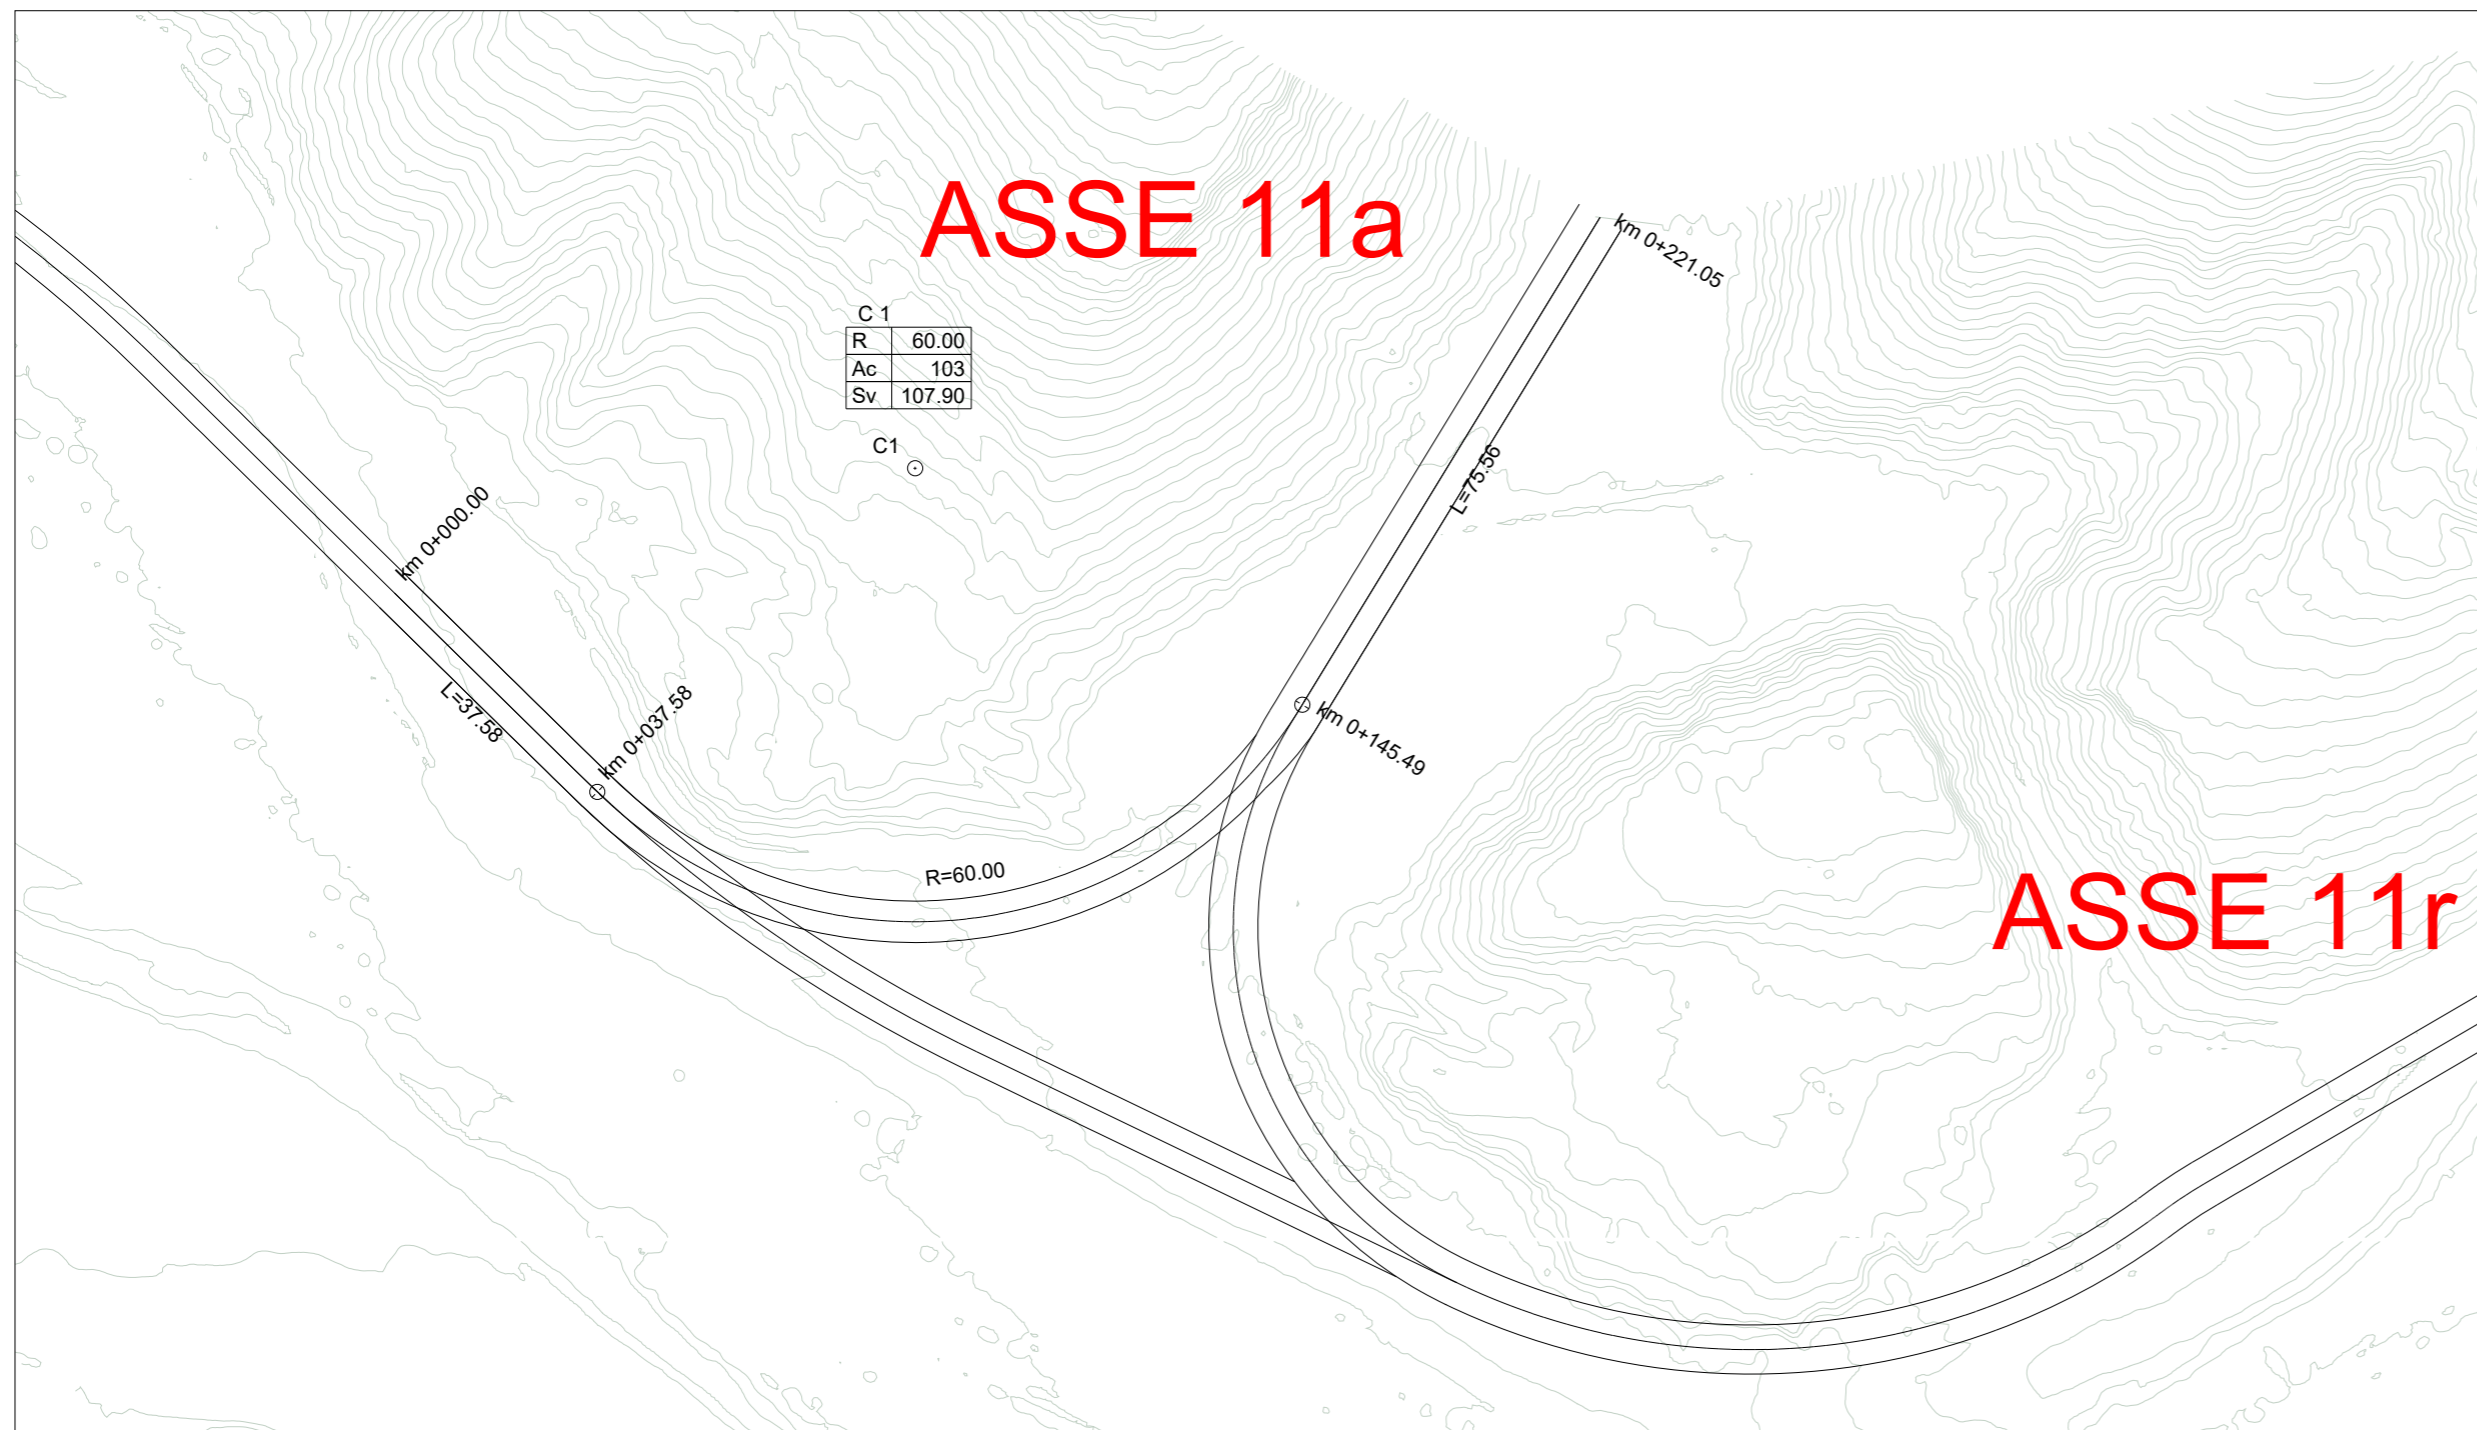 ASSE 11a
km 0+221.05
C 1
R 60.00
Ac 103
Sv 107.90
C1
L=75.56
km 0+000.00
L=37.58
km 0+037.58
km 0+145.49
R=60.00
ASSE 11r